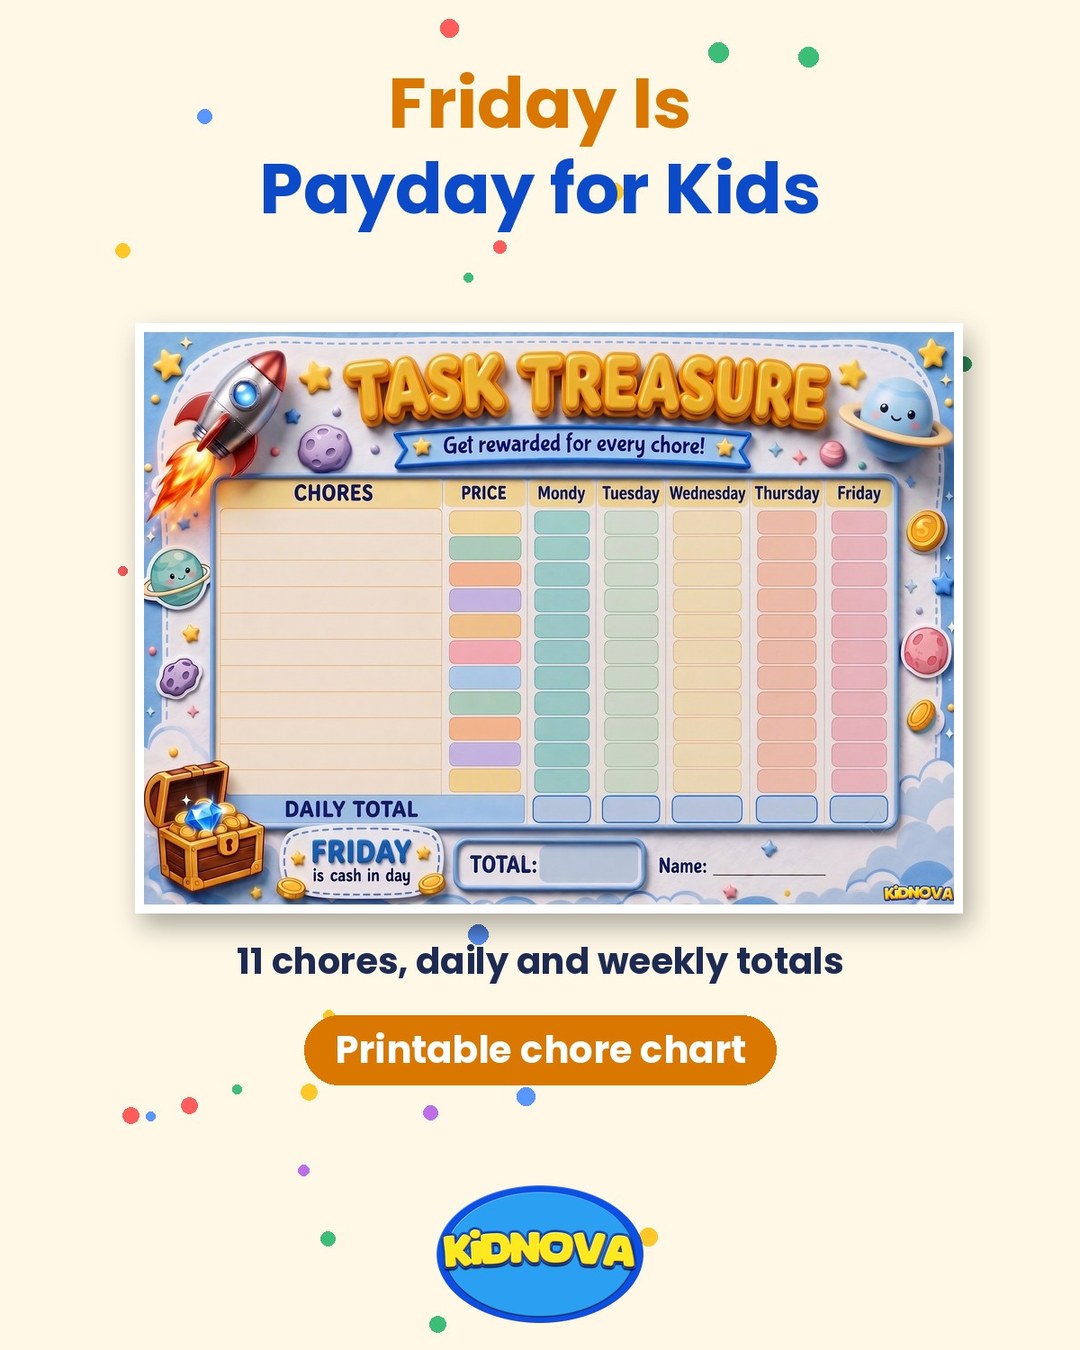 Friday Is
Payday for Kids
TASK TREASURE
Get rewarded for every chore!
CHORES PRICE Mondy Tuesday Wednesday Thursday Friday
DAILY TOTAL
FRIDAY
is cash in day
TOTAL:
Name:
KiDNOVA
11 chores, daily and weekly totals
Printable chore chart
KiDNOVA